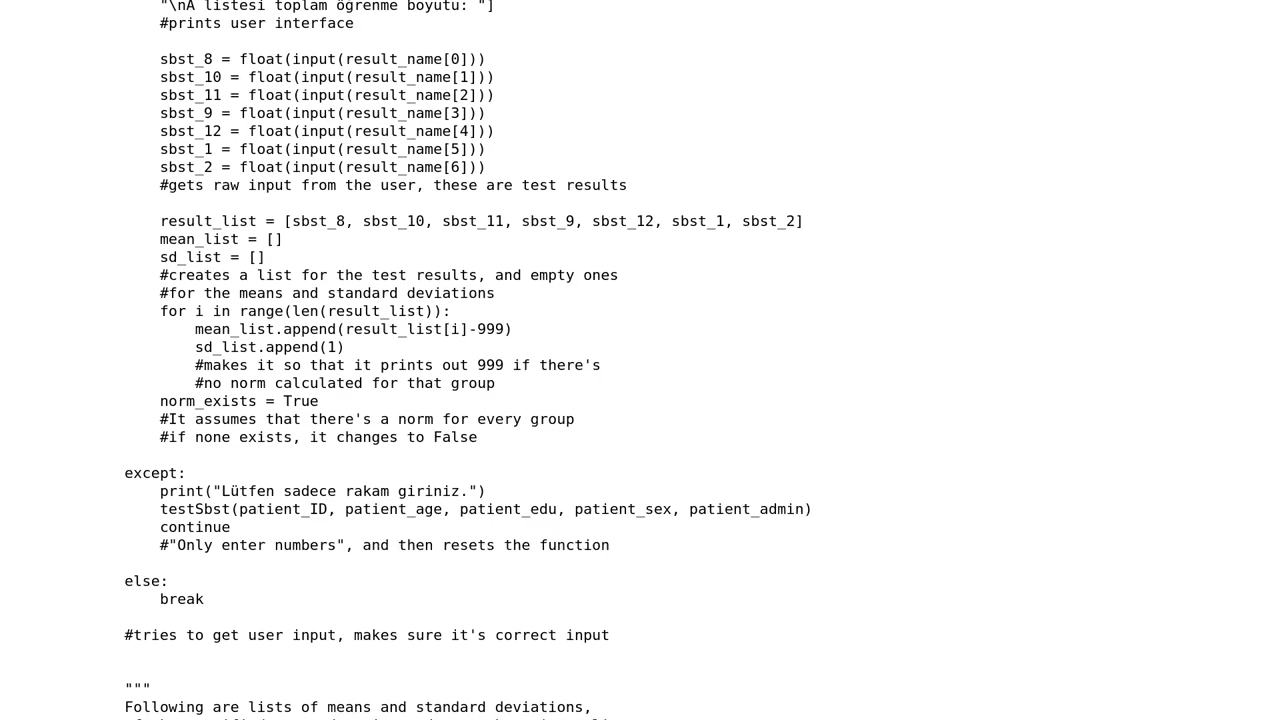 "\nA listesi toplam öğrenme boyutu: "]
#prints user interface
sbst_8 = float(input(result_name[0]))
sbst_10 = float(input(result_name[1]))
sbst_11 = float(input(result_name[2]))
sbst_9 = float(input(result_name[3]))
sbst_12 = float(input(result_name[4]))
sbst_1 = float(input(result_name[5]))
sbst_2 = float(input(result_name[6]))
#gets raw input from the user, these are test results
result_list = [sbst_8, sbst_10, sbst_11, sbst_9, sbst_12, sbst_1, sbst_2]
mean_list = []
sd_list = []
#creates a list for the test results, and empty ones
#for the means and standard deviations
for i in range(len(result_list)):
mean_list.append(result_list[i]-999)
sd_list.append(1)
#makes it so that it prints out 999 if there's
#no norm calculated for that group
norm_exists = True
#It assumes that there's a norm for every group
#if none exists, it changes to False
except:
print("Lütfen sadece rakam giriniz.")
testSbst(patient_ID, patient_age, patient_edu, patient_sex, patient_admin)
continue
#"Only enter numbers", and then resets the function
else:
break
#tries to get user input, makes sure it's correct input
"""
Following are lists of means and standard deviations,